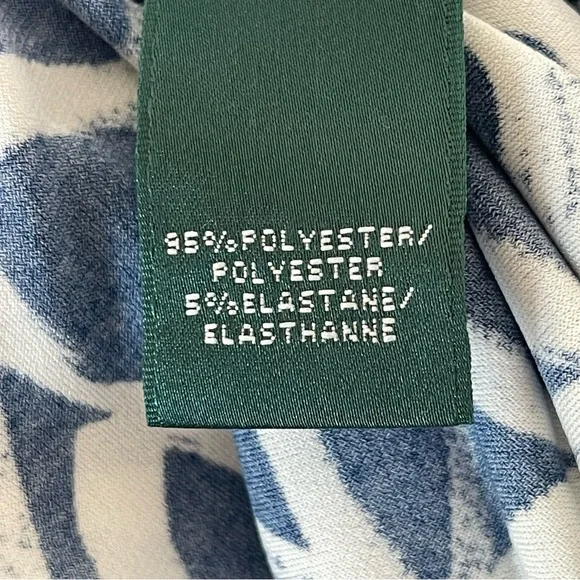 95%POLYESTER/
POLYESTER
5%ELASTANE/
ELASTHANNE